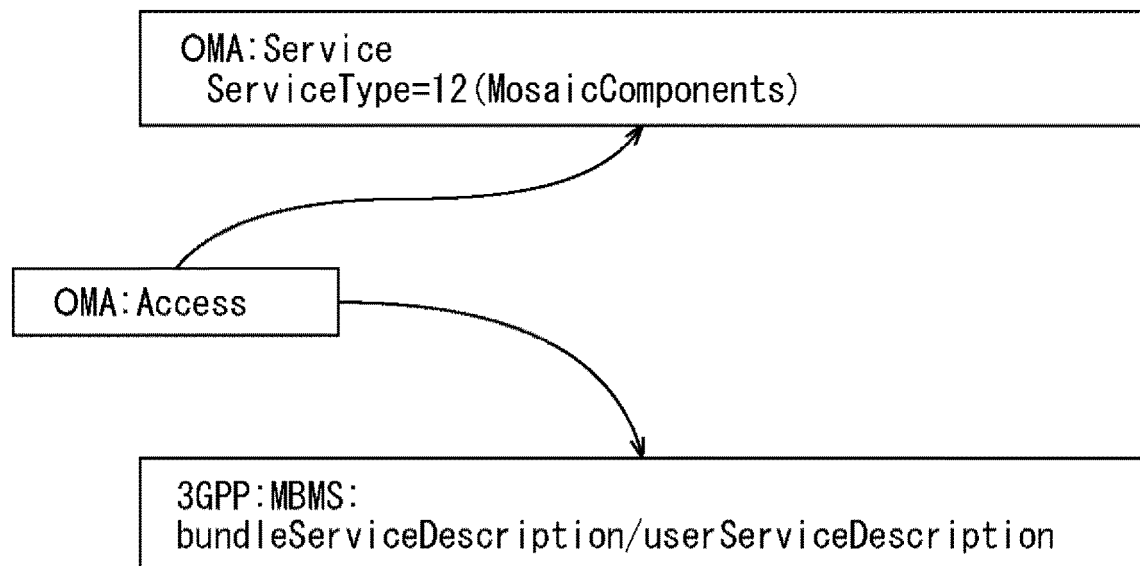 OMA:Service
ServiceType=12(MosaicComponents)
OMA:Access
3GPP:MBMS:
bundleServiceDescription/userServiceDescription